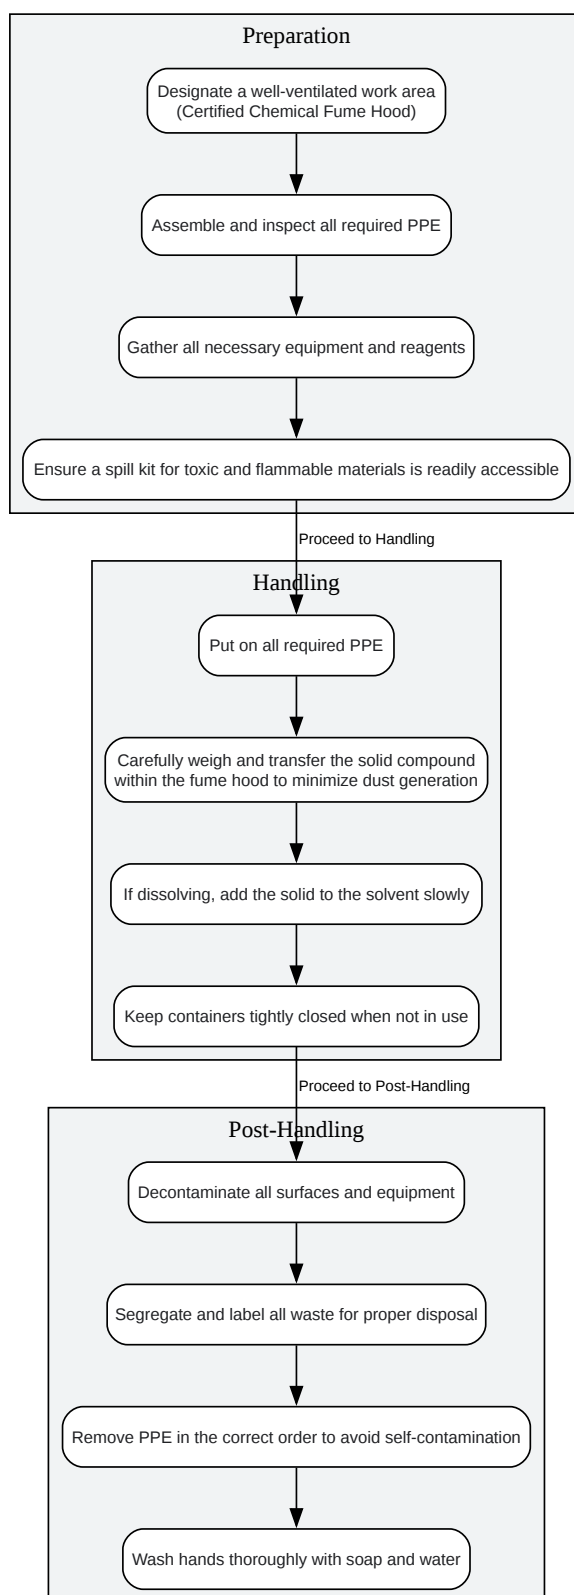 Preparation
Designate a well-ventilated work area
(Certified Chemical Fume Hood)
Assemble and inspect all required PPE
Gather all necessary equipment and reagents
Ensure a spill kit for toxic and flammable materials is readily accessible
Proceed to Handling
Handling
Put on all required PPE
Carefully weigh and transfer the solid compound
within the fume hood to minimize dust generation
If dissolving, add the solid to the solvent slowly
Keep containers tightly closed when not in use
Proceed to Post-Handling
Post-Handling
Decontaminate all surfaces and equipment
Segregate and label all waste for proper disposal
Remove PPE in the correct order to avoid self-contamination
Wash hands thoroughly with soap and water